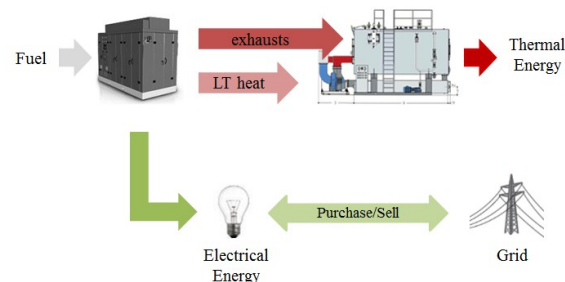 Fuel
exhausts
LT heat
Thermal
Energy
Purchase/Sell
Electrical
Energy
Grid